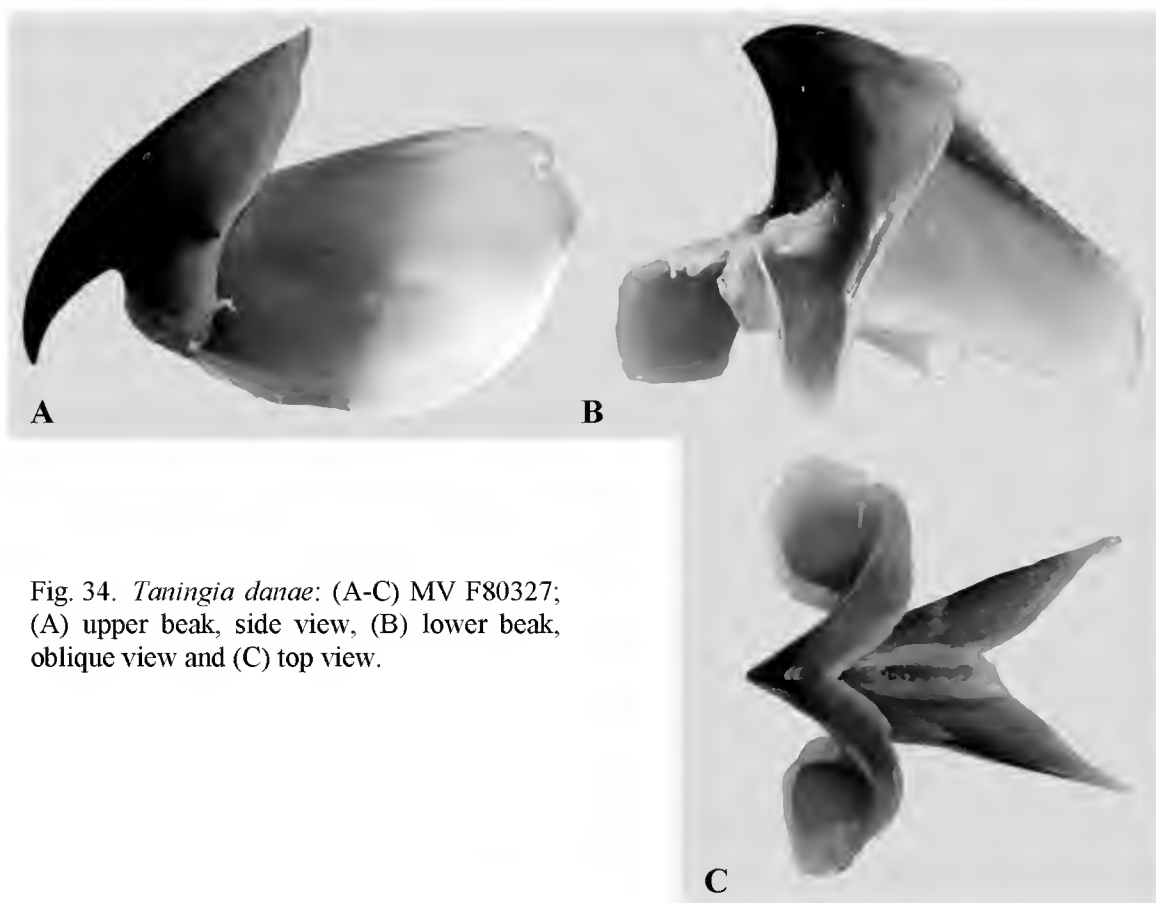 A
B
Fig. 34. Taningia danae: (A-C) MV F80327;
(A) upper beak, side view, (B) lower beak,
oblique view and (C) top view.
C